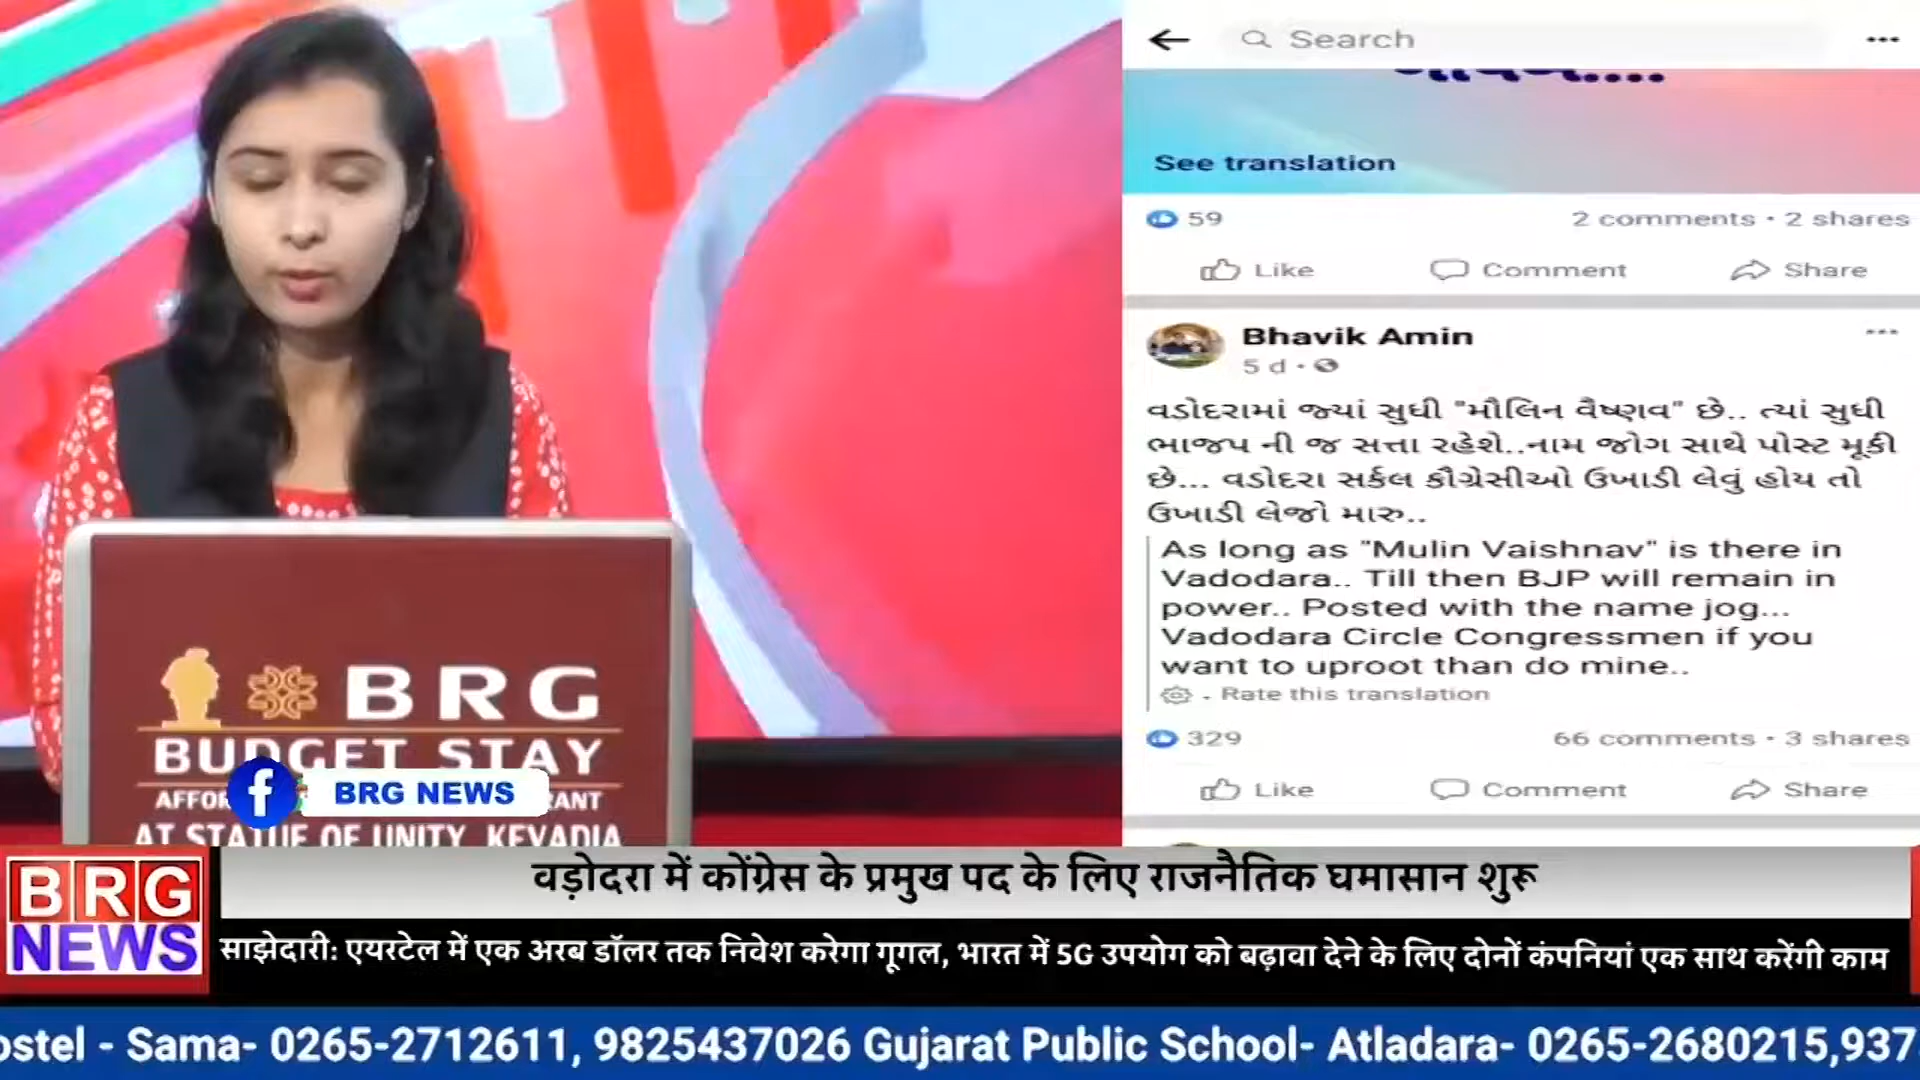 Search
See translation
59
2 comments • 2 shares
Like
Comment
Share
Bhavik Amin
5 d
વડોદરામાં જ્યાં સુધી "મૌલિન વૈષ્ણવ" છે.. ત્યાં સુધી
ભાજપ ની જ સત્તા રહેશે..નામ જોગ સાથે પોસ્ટ મૂકી
છે... વડોદરા સર્કલ કૉંગ્રેસીઓ ઉખાડી લેવું હોય તો
ઉખાડી લેજો મારુ..
As long as "Mulin Vaishnav" is there in
Vadodara.. Till then BJP will remain in
power.. Posted with the name jog...
Vadodara Circle Congressmen if you
want to uproot than do mine..
Rate this translation
329
66 comments • 3 shares
Like
Comment
Share
BRG
BUDGET STAY
BRG NEWS
AT STATUE OF UNITY, KEVADIA
BRG
NEWS
वड़ोदरा में कोंग्रेस के प्रमुख पद के लिए राजनैतिक घमासान शुरू
साझेदारी: एयरटेल में एक अरब डॉलर तक निवेश करेगा गूगल, भारत में 5G उपयोग को बढ़ावा देने के लिए दोनों कंपनियां एक साथ करेंगी काम
ostel - Sama- 0265-2712611, 9825437026 Gujarat Public School- Atladara- 0265-2680215,937